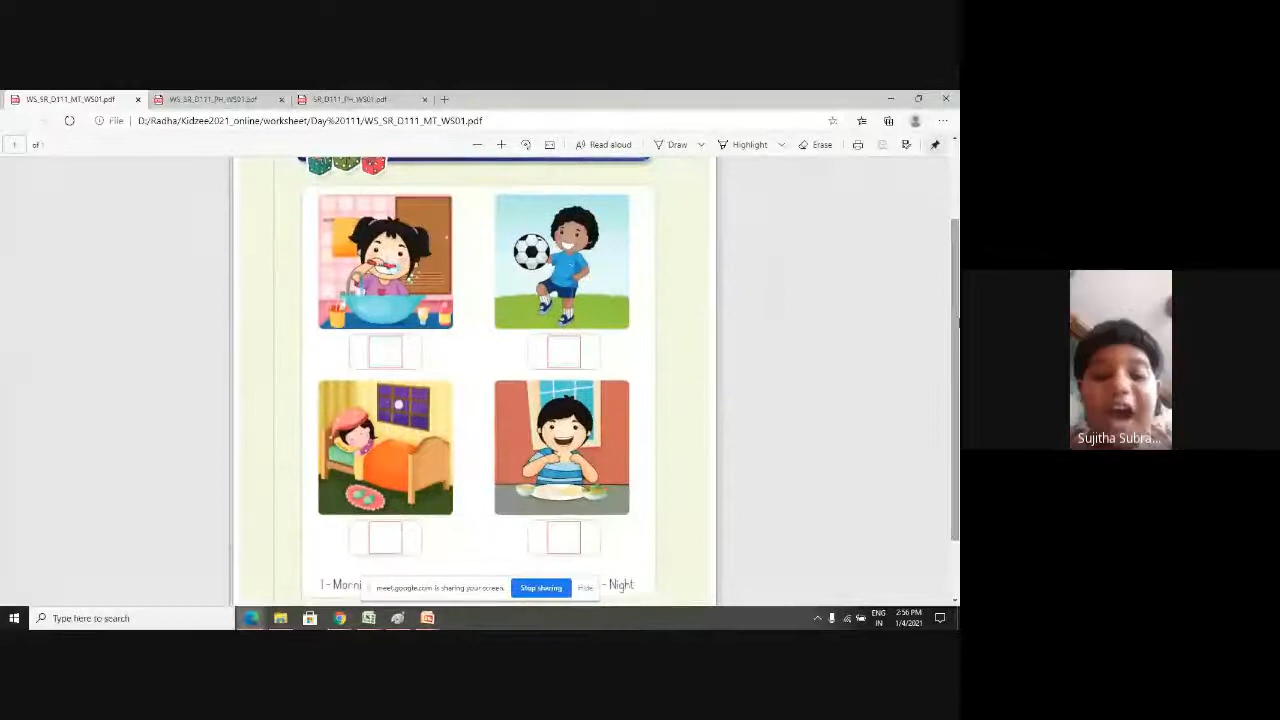 WS_SR_D111_MT_WS01.pdf
WS_SR_D111_PH_WS01.pdf
SR_D111_PH_WS01.pdf
File
D:/Radha/Kidzee2021_online/worksheet/Day%20111/WS_SR_D111_MT_WS01.pdf
1 of 1
Read aloud
Draw
Highlight
Erase
Sujitha Subra...
1 - Morni
- Night
meet.google.com is sharing your screen.
Stop sharing
Hide
Type here to search
ENG
IN
2:56 PM
1/4/2021